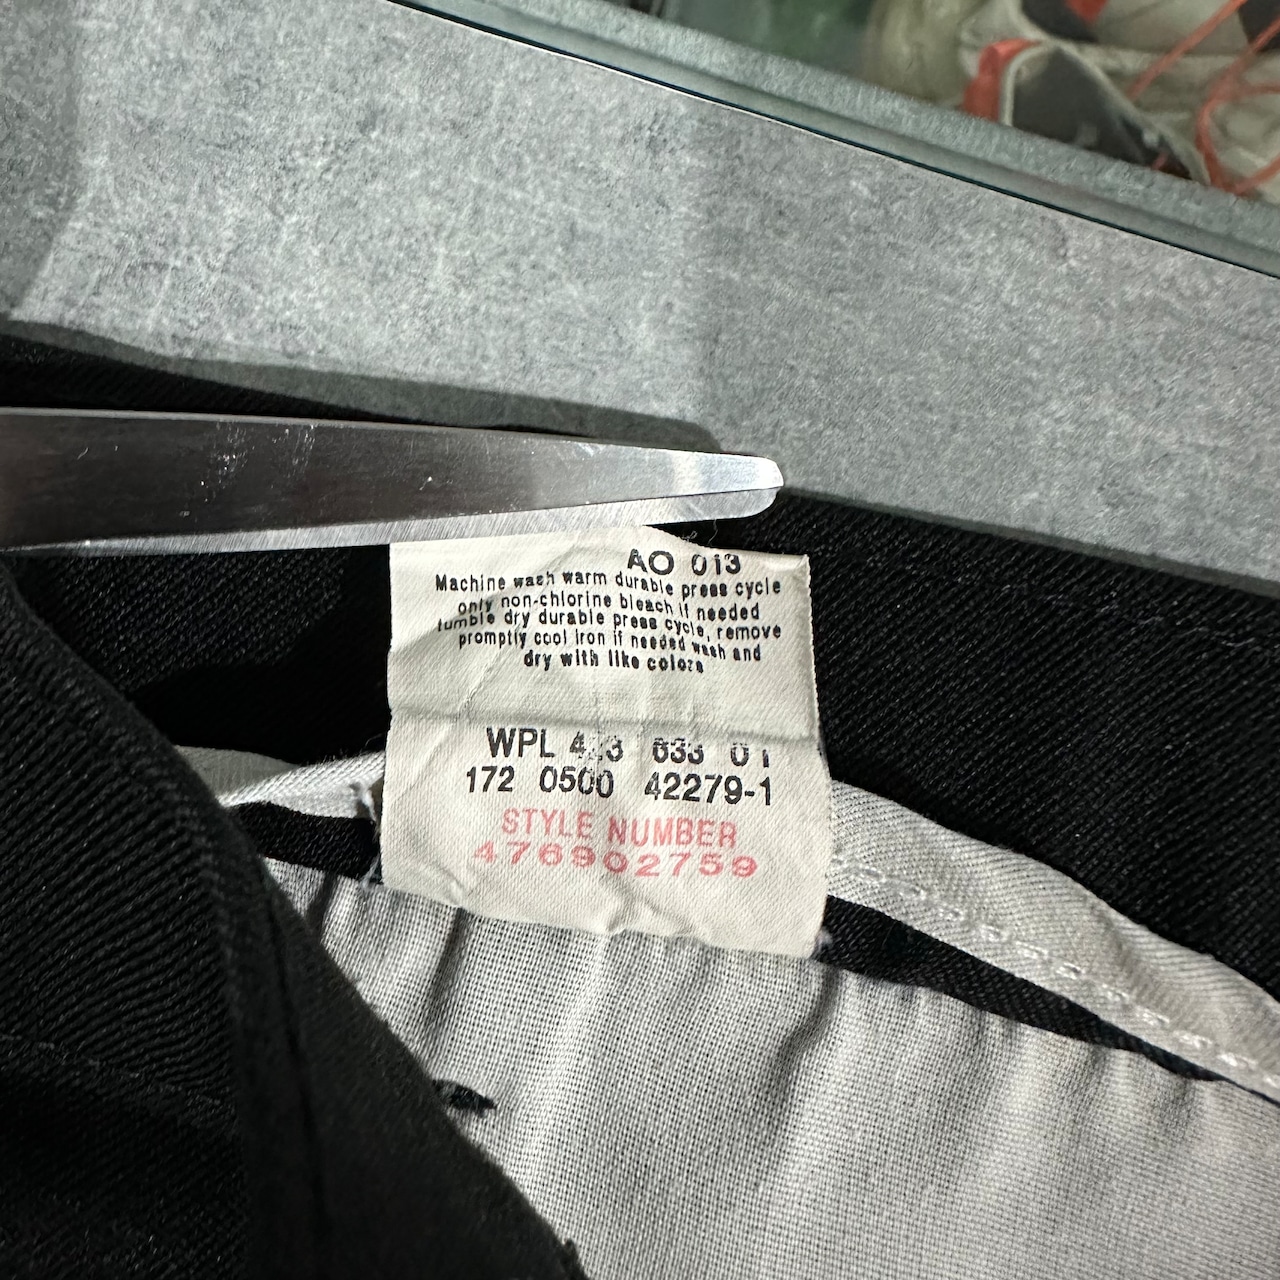 AO 013
Machine wash warm durable press cycle
only non-chlorine bleach if needed
tumble dry durable press cycle, remove
promptly cool iron if needed wash and
dry with like colors
WPL 633 01
172 0500 42279-1
STYLE NUMBER
476902759